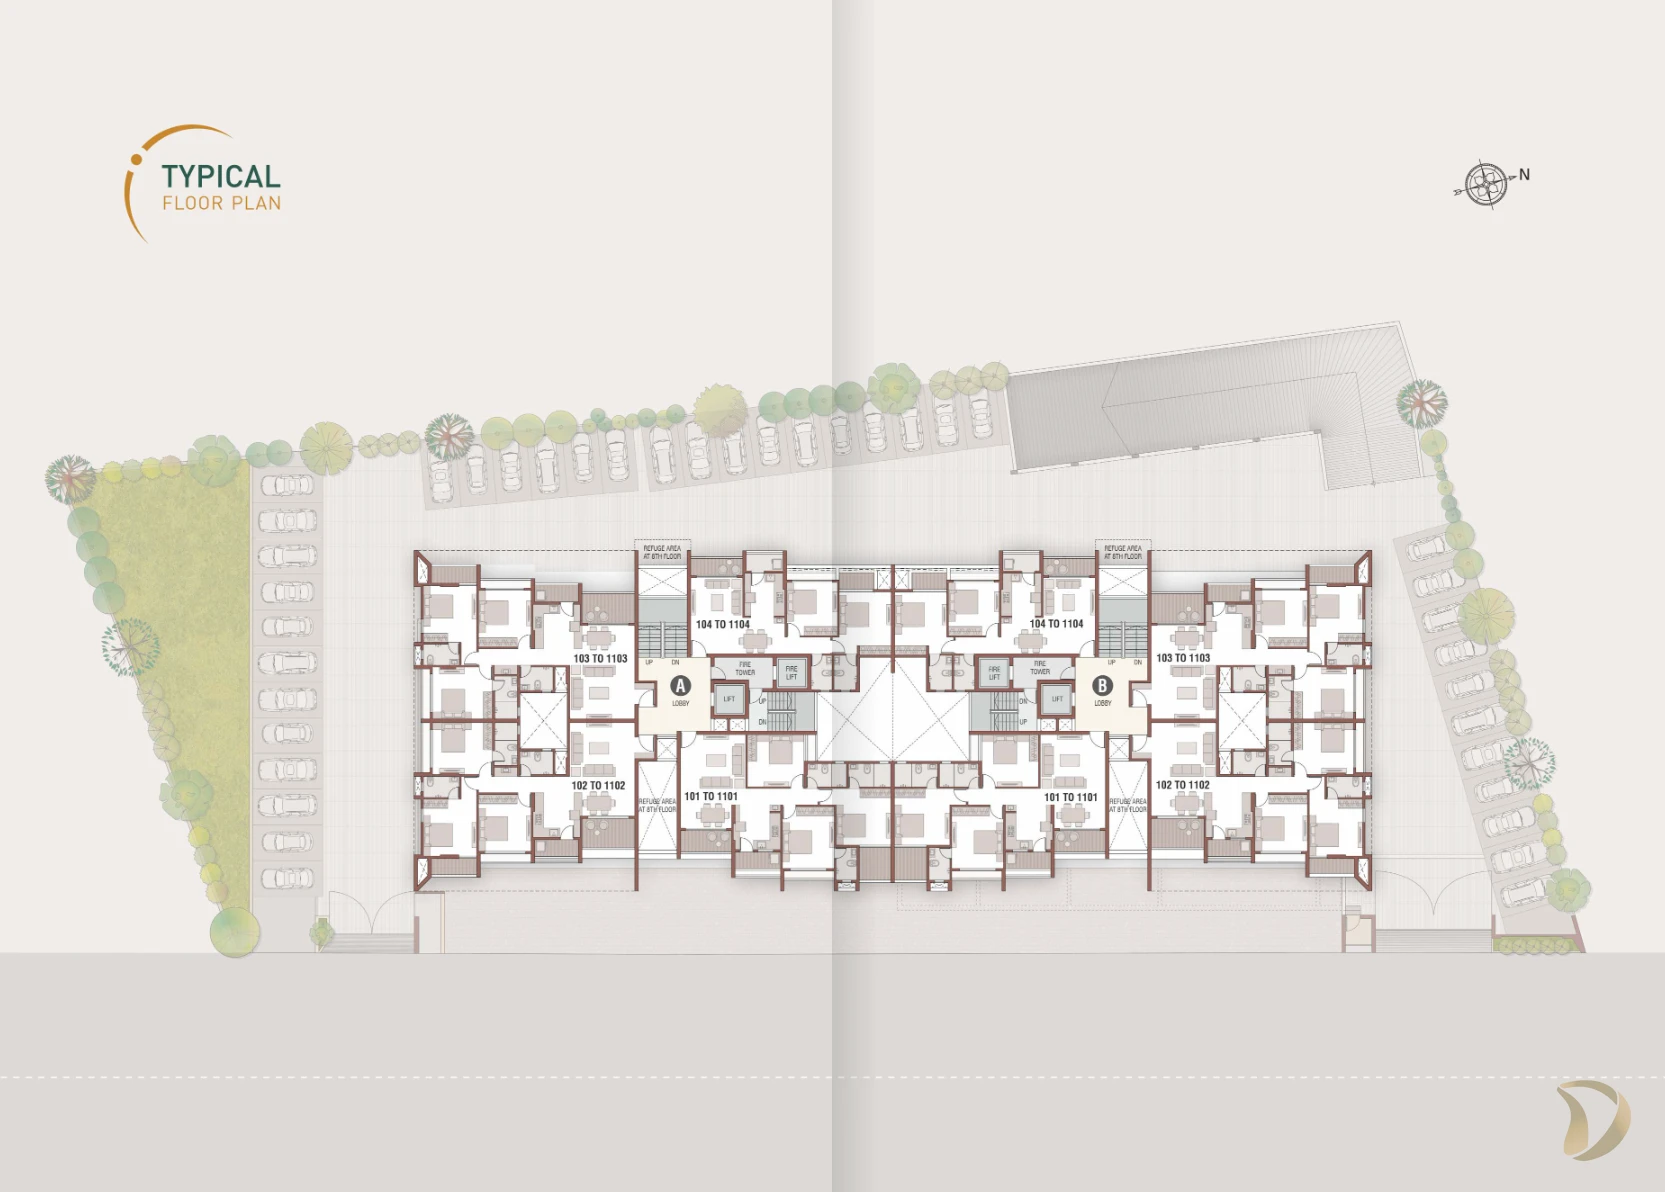 TYPICAL
FLOOR PLAN
N
REFUGE AREA
AT 8TH FLOOR
REFUGE AREA
AT 8TH FLOOR
104 TO 1104
104 TO 1104
103 TO 1103
103 TO 1103
UP
DN
UP
DN
FIRE
TOWER
FIRE
LIFT
FIRE
LIFT
FIRE
TOWER
A
LOBBY
LIFT
UP
DN
DN
UP
LIFT
B
LOBBY
102 TO 1102
102 TO 1102
101 TO 1101
101 TO 1101
REFUGE AREA
AT 8TH FLOOR
REFUGE AREA
AT 8TH FLOOR